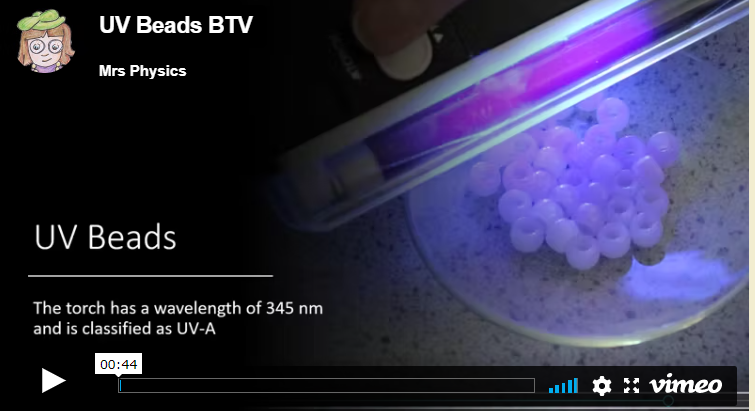 UV Beads BTV
Mrs Physics
UV Beads
The torch has a wavelength of 345 nm
and is classified as UV-A
00:44
vimeo